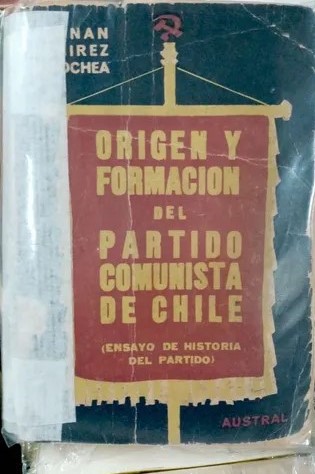 NAN
IREZ
OCHEA
ORIGEN Y
FORMACION
DEL
PARTIDO
COMUNISTA
DE CHILE
(ENSAYO DE HISTORIA
DEL PARTIDO)
AUSTRAL